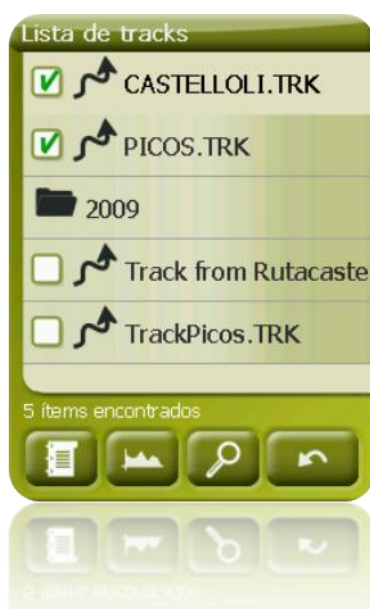 Lista de tracks
CASTELLOLI.TRK
PICOS.TRK
2009
Track from Rutacaste
TrackPicos.TRK
5 ítems encontrados